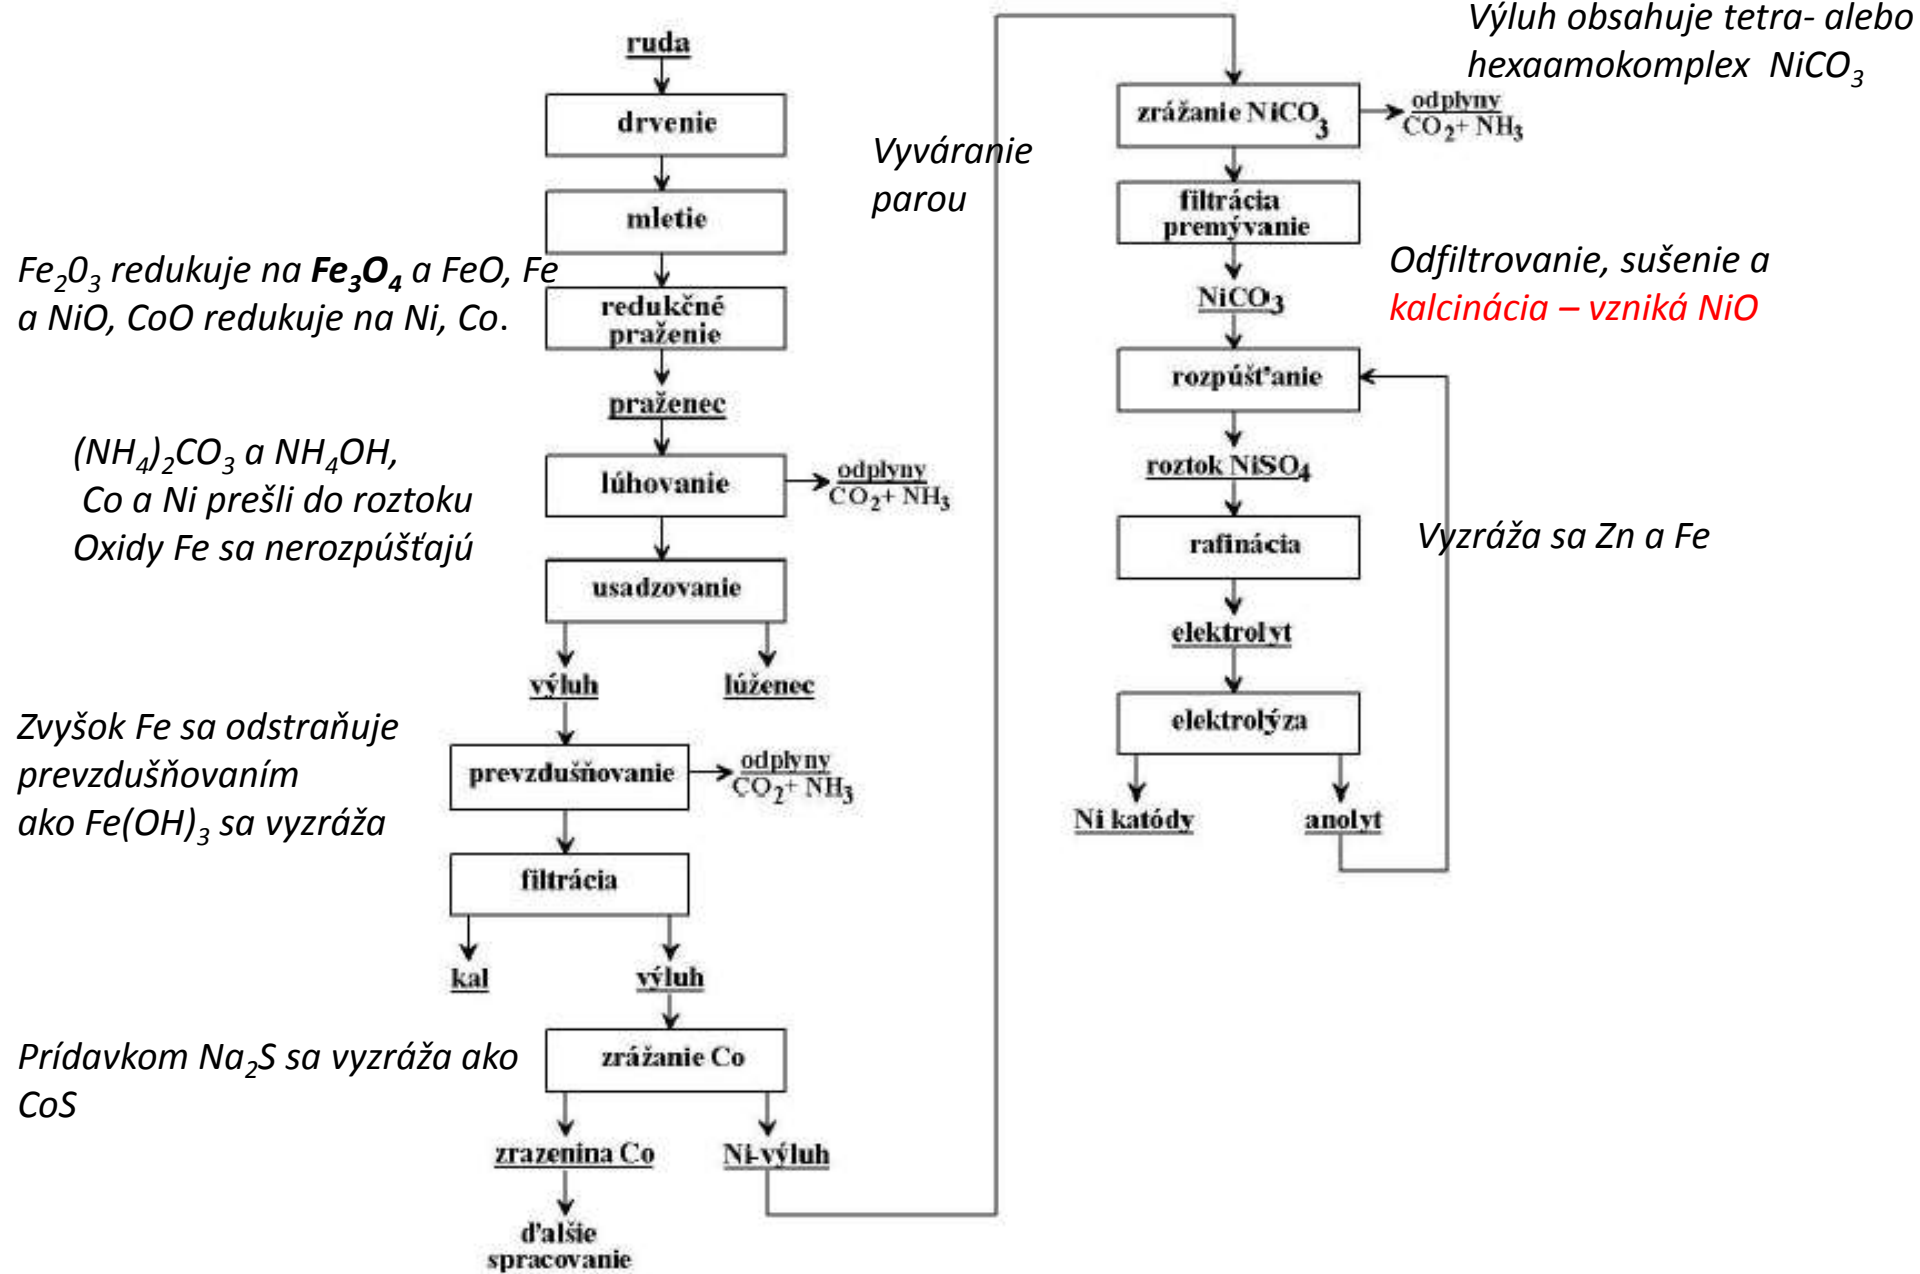 ruda
drvenie
mletie
Fe₂0₃ redukuje na Fe₃O₄ a FeO, Fe
a NiO, CoO redukuje na Ni, Co.
redukčné
praženie
praženec
(NH₄)₂CO₃ a NH₄OH,
Co a Ni prešli do roztoku
Oxidy Fe sa nerozpúšťajú
lúhovanie
odplyny
CO₂+ NH₃
usadzovanie
výluh
lúženec
Zvyšok Fe sa odstraňuje
prevzdušňovaním
ako Fe(OH)₃ sa vyzráža
prevzdušňovanie
odplyny
CO₂+ NH₃
filtrácia
kal
výluh
Prídavkom Na₂S sa vyzráža ako
CoS
zrážanie Co
zrazenina Co
Ni-výluh
ďalšie
spracovanie
Vyváranie
parou
Výluh obsahuje tetra- alebo
hexaamokomplex NiCO₃
zrážanie NiCO₃
odplyny
CO₂+ NH₃
filtrácia
premývanie
NiCO₃
Odfiltrovanie, sušenie a
kalcinácia – vzniká NiO
rozpúšťanie
roztok NiSO₄
rafinácia
Vyzráža sa Zn a Fe
elektrolyt
elektrolýza
Ni katódy
anolyt